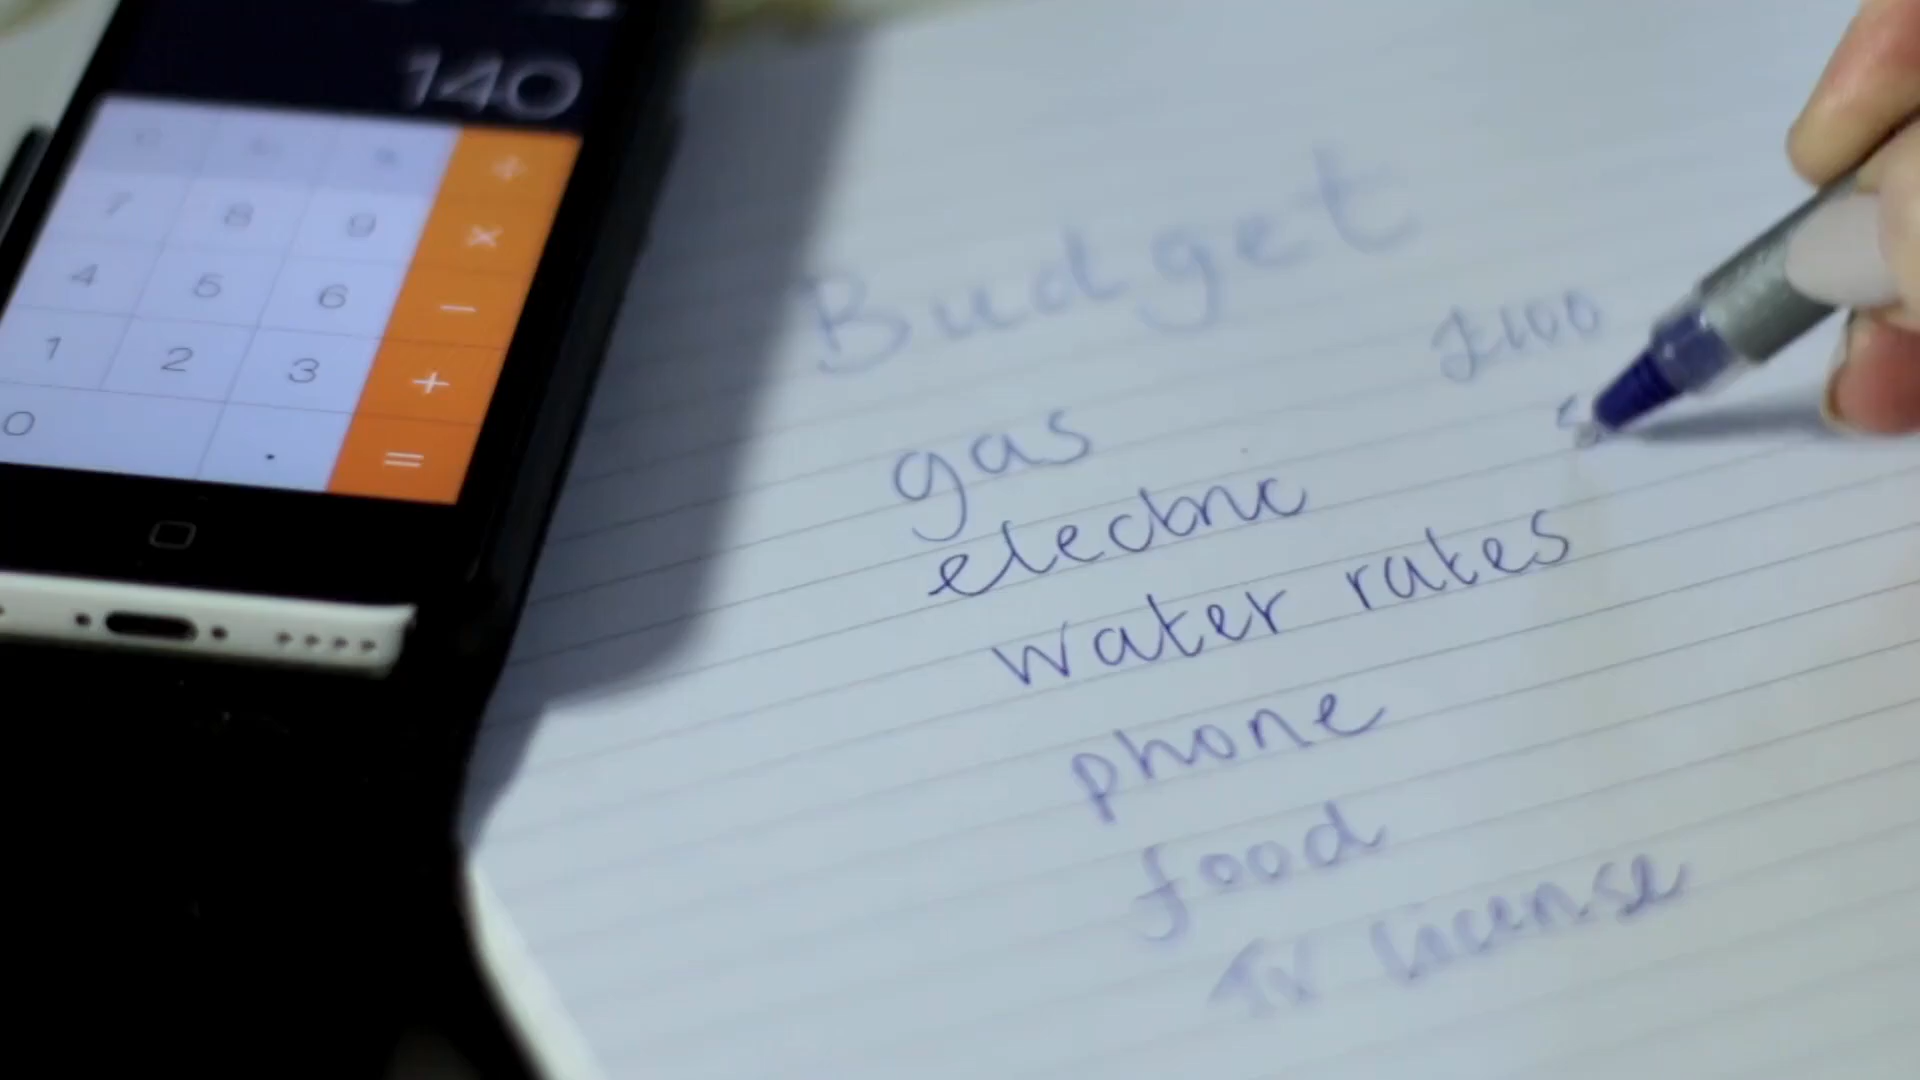 140
÷
7 8 9 ×
4 5 6 −
1 2 3 +
0 . =
Budget
£100
gas
electric
water rates
phone
food
TV license